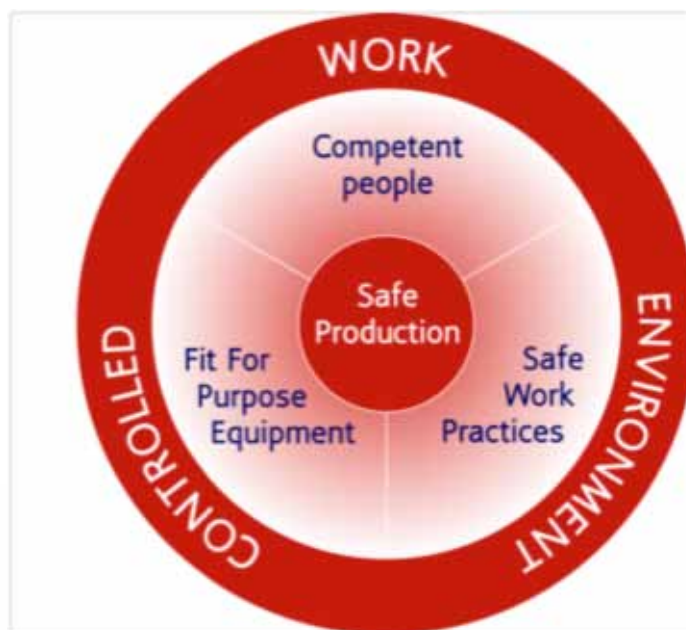 WORK
Competent
people
Safe
Production
Fit For
Purpose
Equipment
Safe
Work
Practices
CONTROLLED
ENVIRONMENT